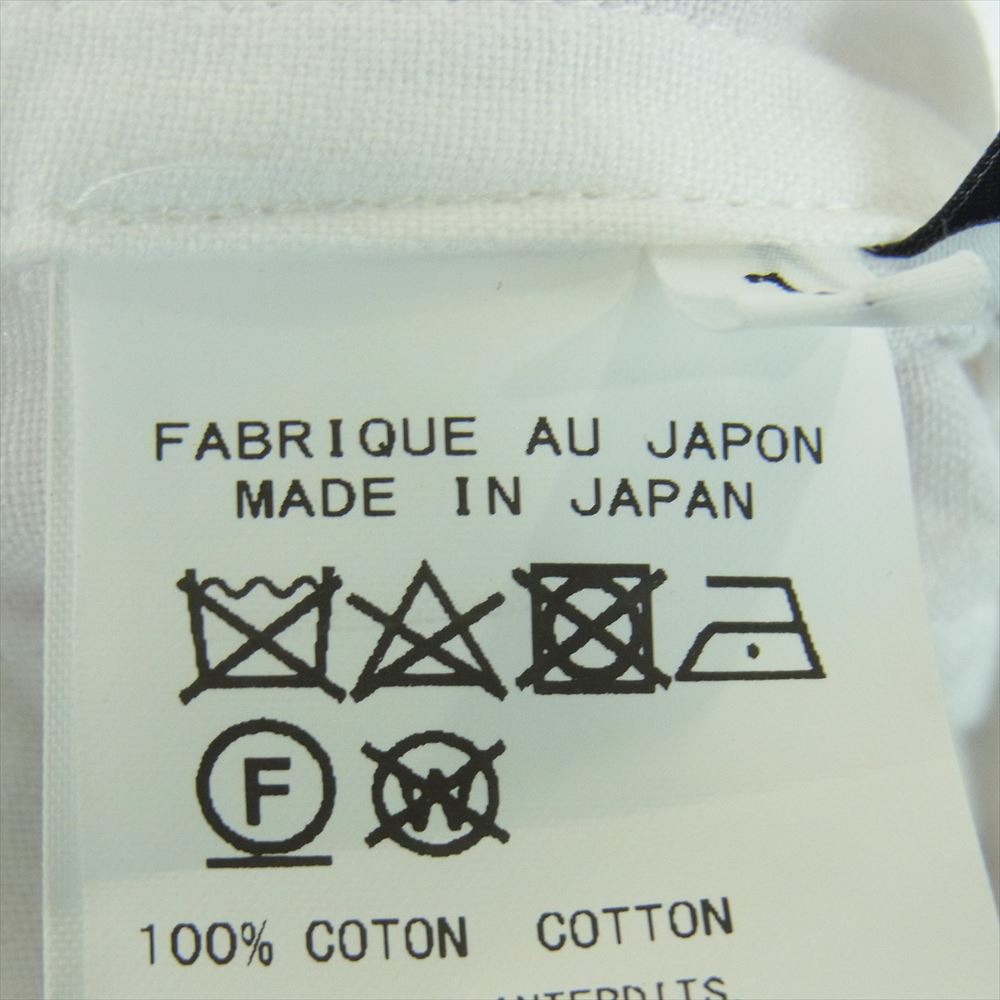 FABRIQUE AU JAPON
MADE IN JAPAN
F W
100% COTON COTTON